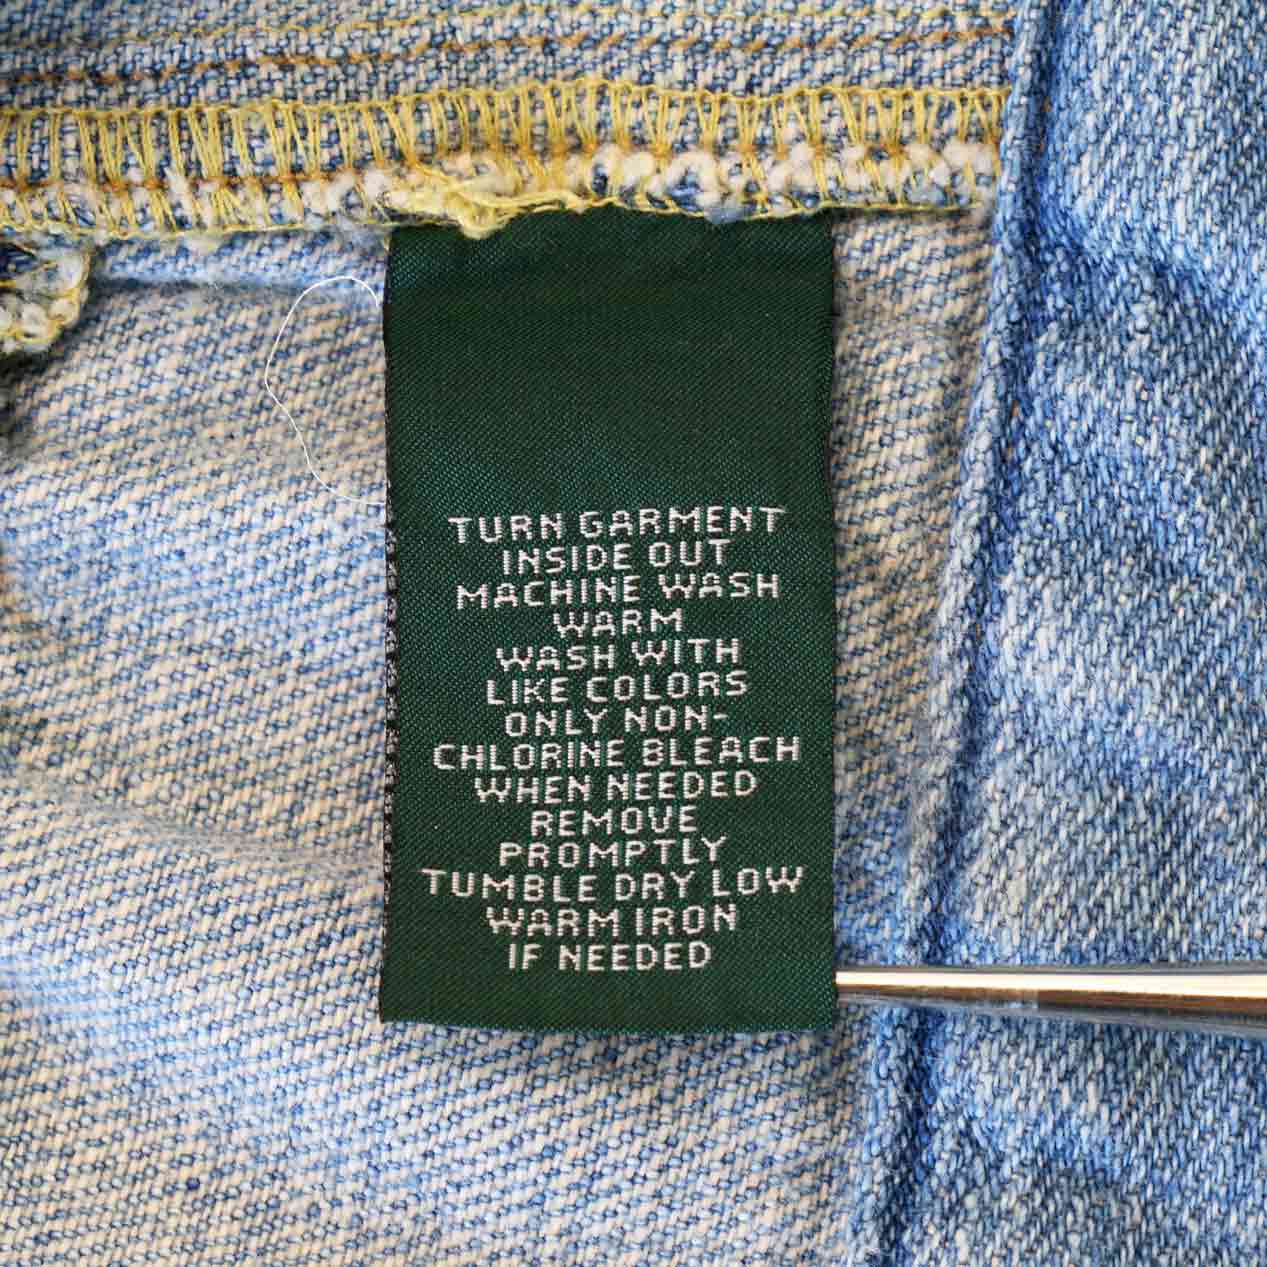 TURN GARMENT
INSIDE OUT
MACHINE WASH
WARM
WASH WITH
LIKE COLORS
ONLY NON-
CHLORINE BLEACH
WHEN NEEDED
REMOVE
PROMPTLY
TUMBLE DRY LOW
WARM IRON
IF NEEDED